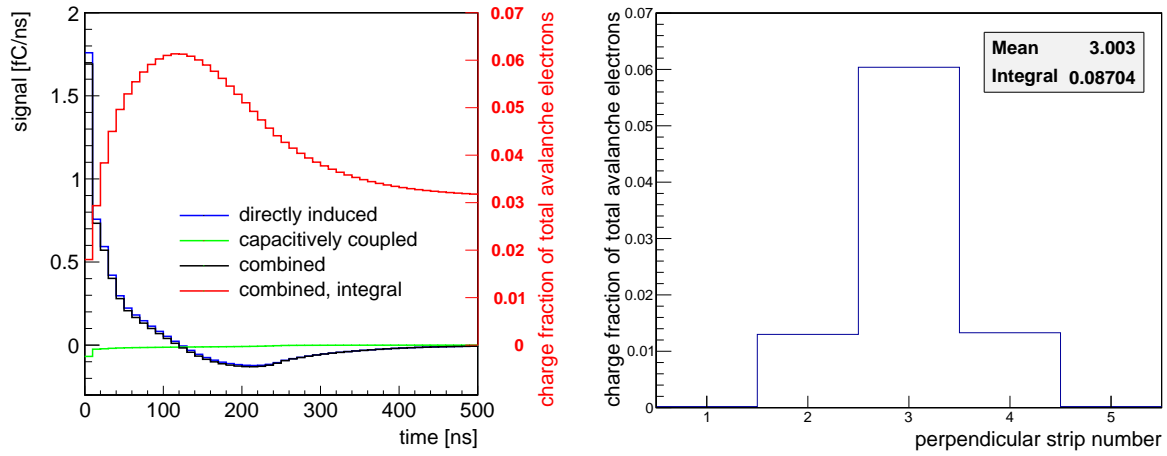 signal [fC/ns]
2
1.5
1
0.5
0
0 100 200 300 400 500
time [ns]
directly induced
capacitively coupled
combined
combined, integral
0.07
0.06
0.05
0.04
0.03
0.02
0.01
0
charge fraction of total avalanche electrons
charge fraction of total avalanche electrons
0.07
0.06
0.05
0.04
0.03
0.02
0.01
0
Mean 3.003
Integral 0.08704
1 2 3 4 5
perpendicular strip number